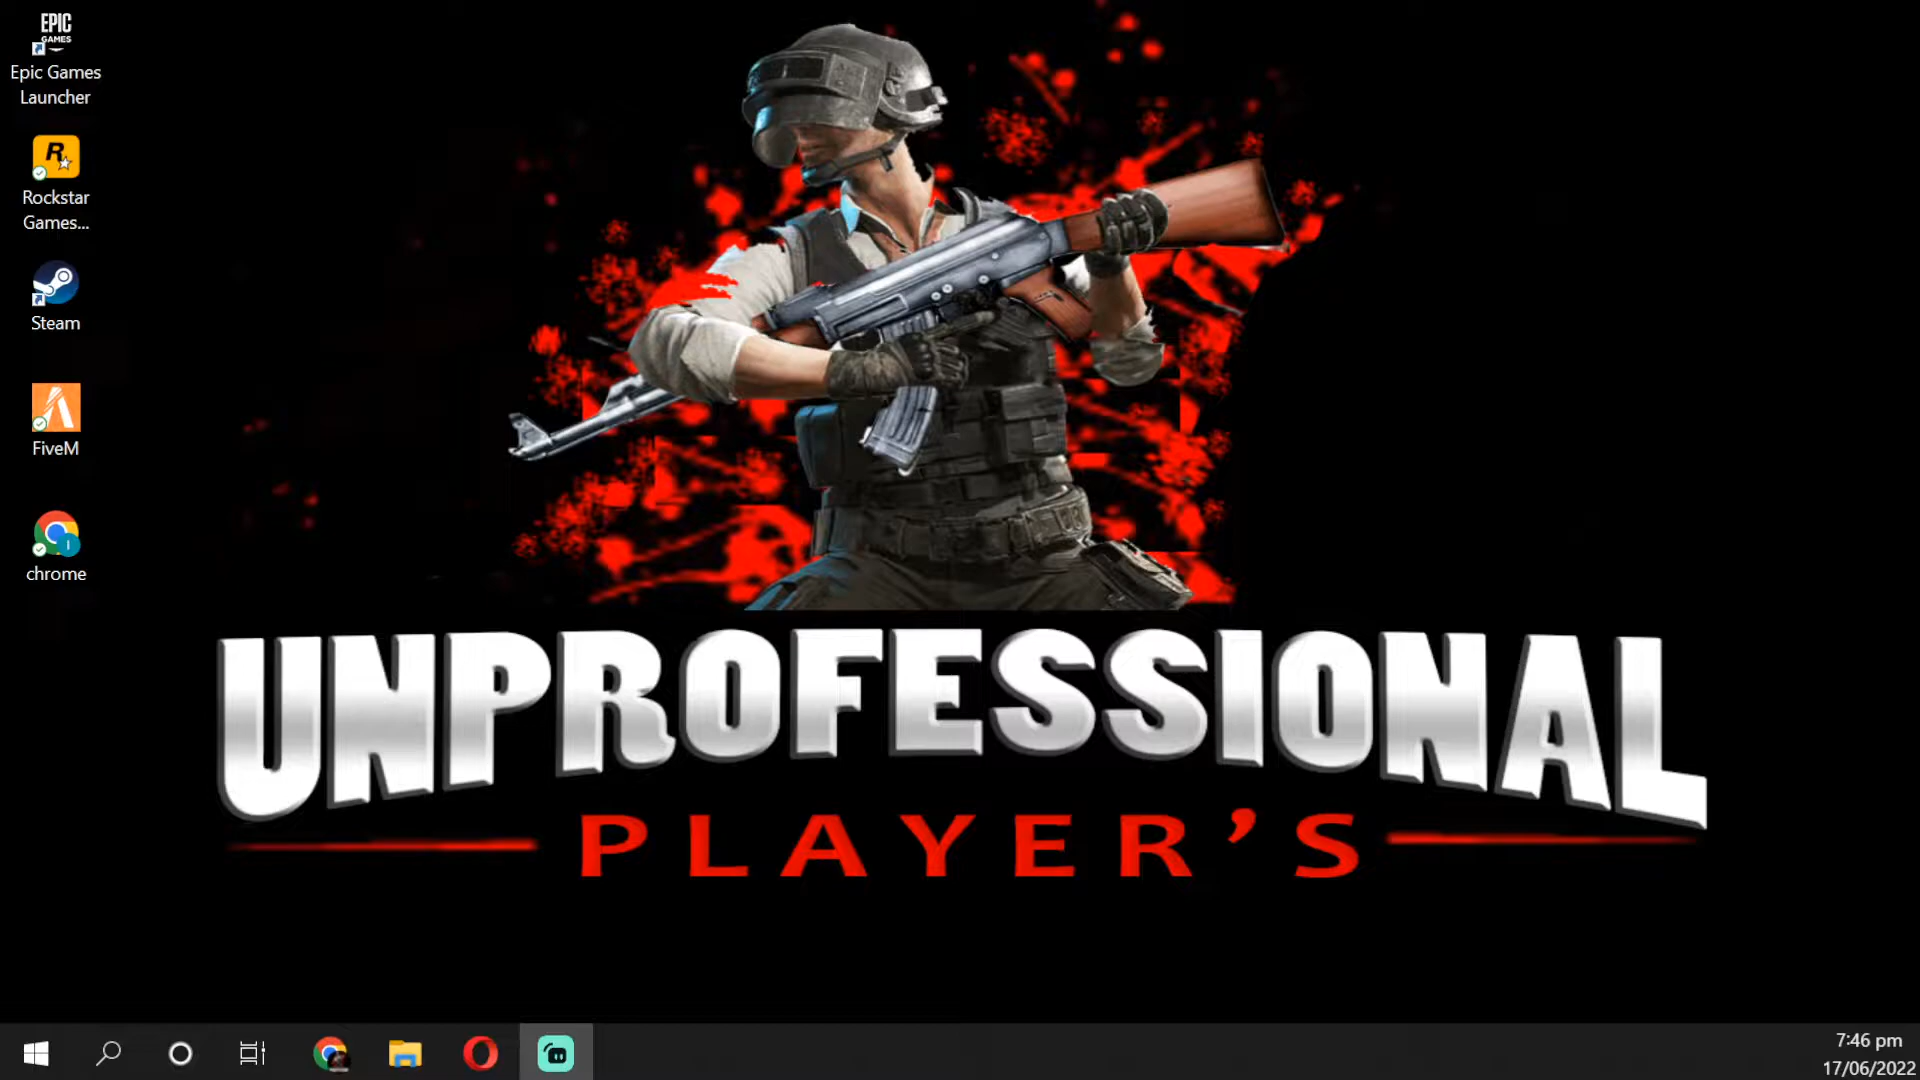 EPIC
GAMES
Epic Games
Launcher
R
Rockstar
Games...
Steam
FiveM
I
chrome
UNPROFESSIONAL
PLAYER'S
7:46 pm
17/06/2022